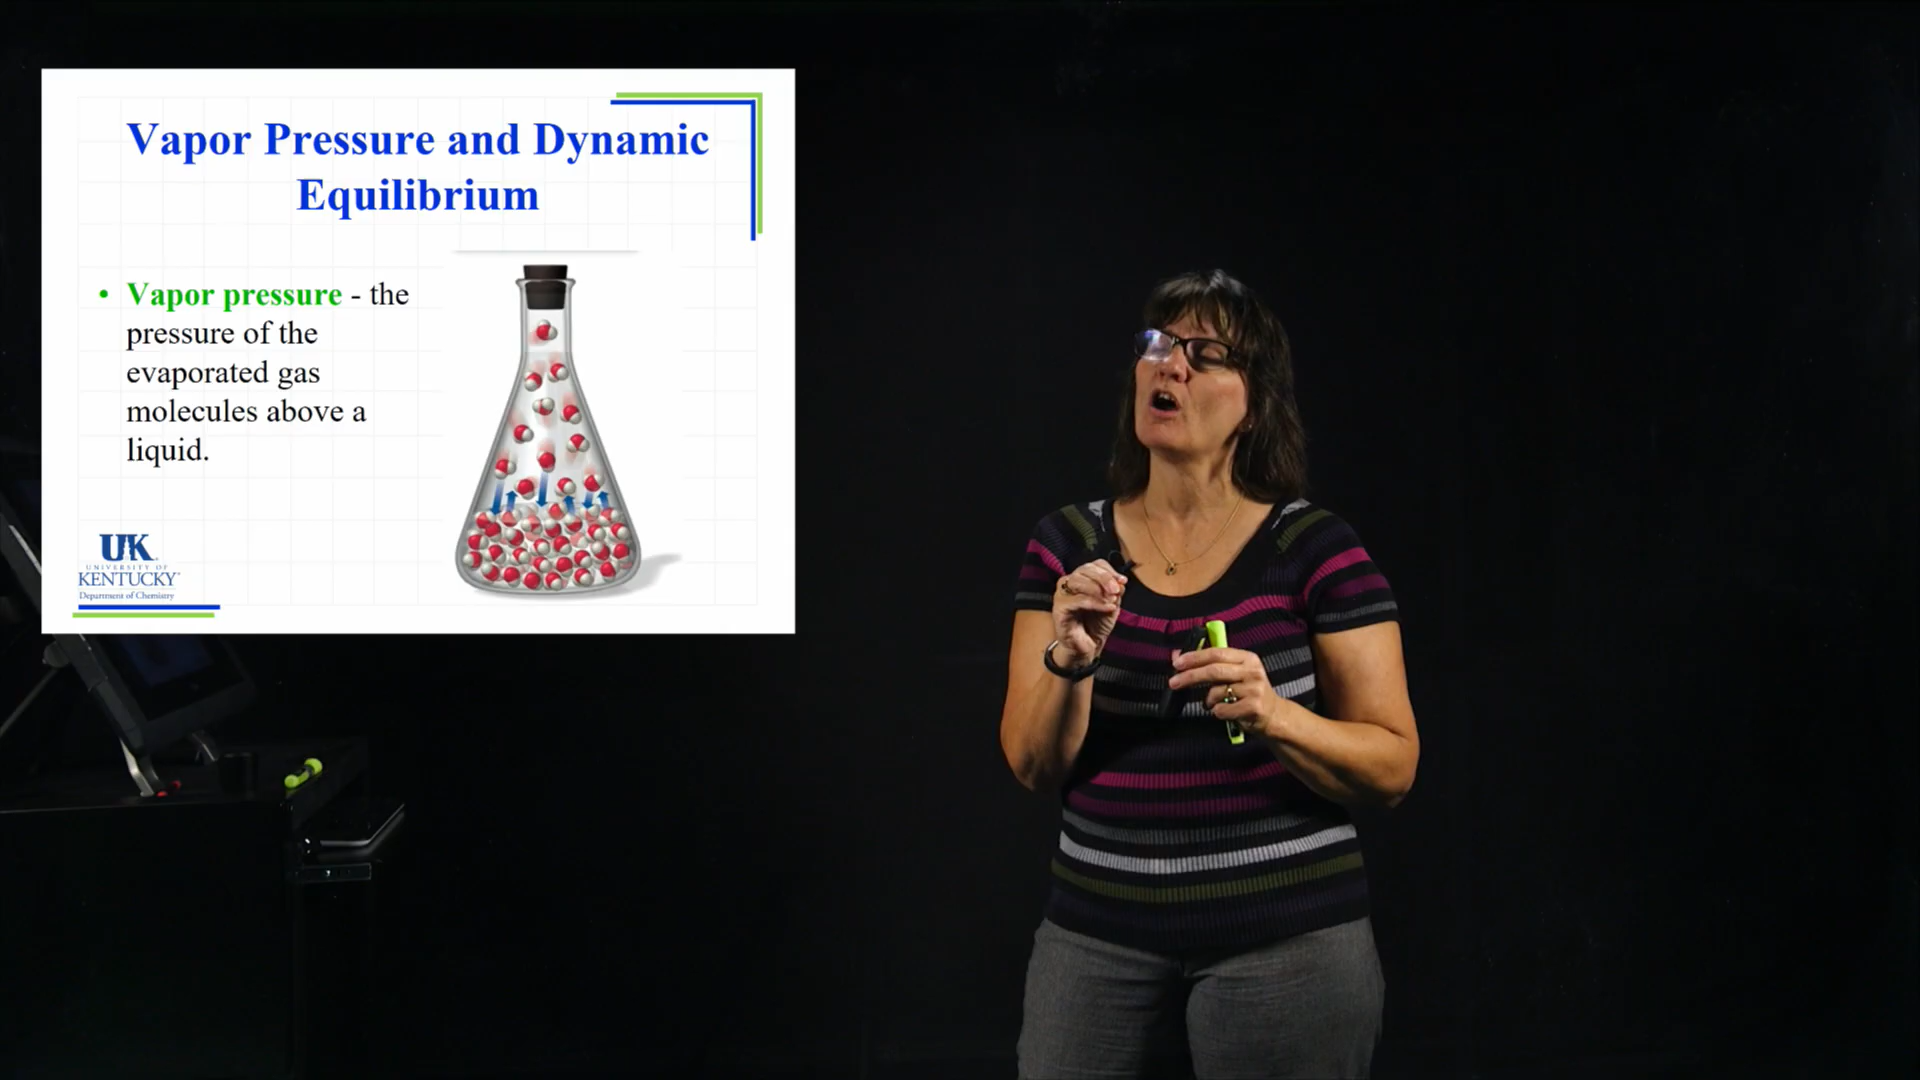 Vapor Pressure and Dynamic
Equilibrium
• Vapor pressure - the
pressure of the
evaporated gas
molecules above a
liquid.
UK
UNIVERSITY OF
KENTUCKY
Department of Chemistry